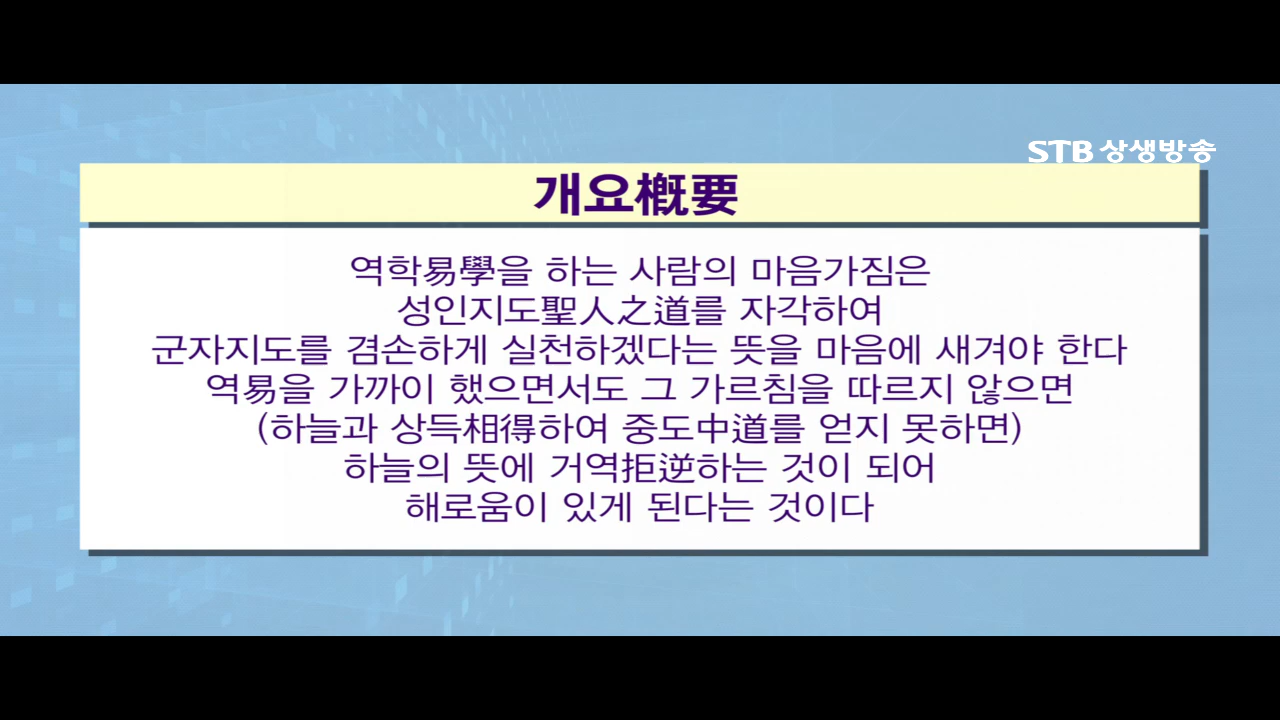 STB 상생방송
개요槪要
역학易學을 하는 사람의 마음가짐은
성인지도聖人之道를 자각하여
군자지도를 겸손하게 실천하겠다는 뜻을 마음에 새겨야 한다
역易을 가까이 했으면서도 그 가르침을 따르지 않으면
(하늘과 상득相得하여 중도中道를 얻지 못하면)
하늘의 뜻에 거역拒逆하는 것이 되어
해로움이 있게 된다는 것이다